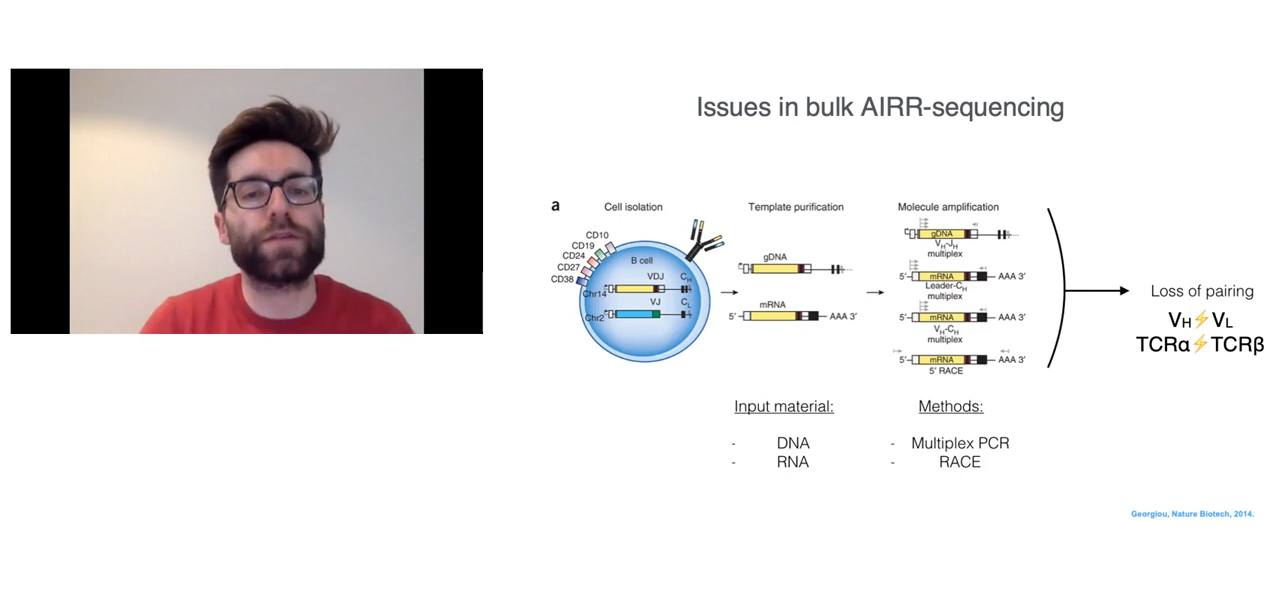 Issues in bulk AIRR-sequencing
a
Cell isolation
Template purification
Molecule amplification
CD10
CD19
CD24
CD27
CD38
B cell
VDJ
CH
Chr14
VJ
CL
Chr2
gDNA
mRNA
5′
AAA 3′
gDNA
VH-JH
multiplex
5′ mRNA AAA 3′
Leader-CH
multiplex
5′ mRNA AAA 3′
VH-CH
multiplex
5′ mRNA AAA 3′
5′ RACE
Loss of pairing
VH⚡VL
TCRα⚡TCRβ
Input material:
- DNA
- RNA
Methods:
- Multiplex PCR
- RACE
Georgiou, Nature Biotech, 2014.